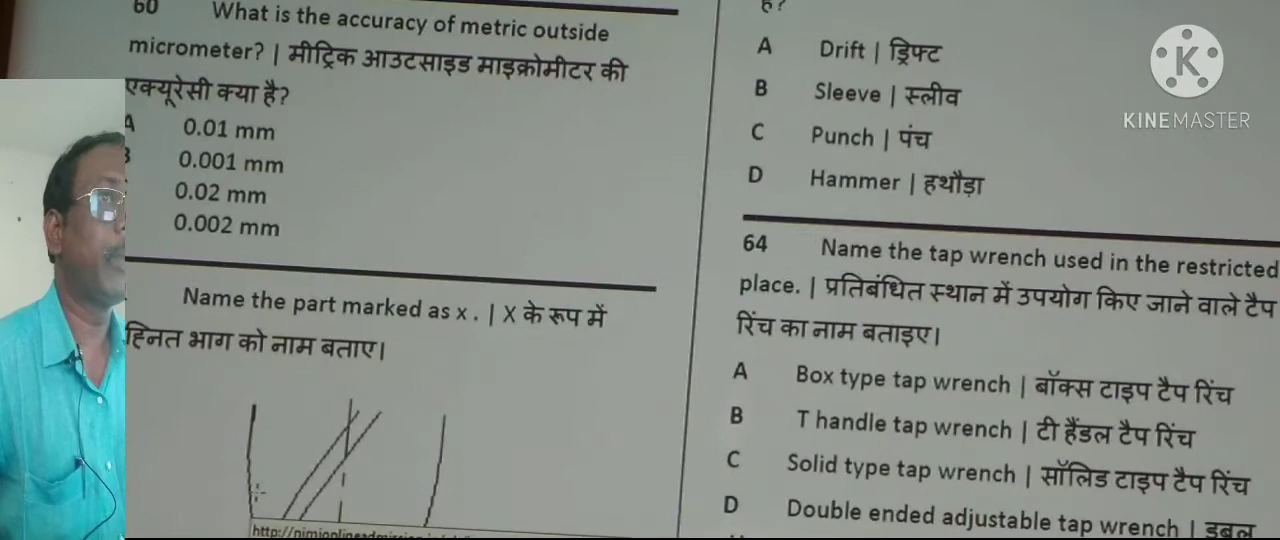 60 What is the accuracy of metric outside
micrometer? | मीट्रिक आउटसाइड माइक्रोमीटर की
एक्यूरेसी क्या है?
A 0.01 mm
0.001 mm
0.02 mm
0.002 mm
Name the part marked as x . | X के रूप में
भाग को नाम बताए।
है?
A Drift | ड्रिफ्ट
B Sleeve | स्लीव
C Punch | पंच
D Hammer | हथौड़ा
64 Name the tap wrench used in the restricted
place. | प्रतिबंधित स्थान में उपयोग किए जाने वाले टैप
रिंच का नाम बताइए।
A Box type tap wrench | बॉक्स टाइप टैप रिंच
B T handle tap wrench | टी हैंडल टैप रिंच
C Solid type tap wrench | सॉलिड टाइप टैप रिंच
D Double ended adjustable tap wrench | डबल
K
KINEMASTER